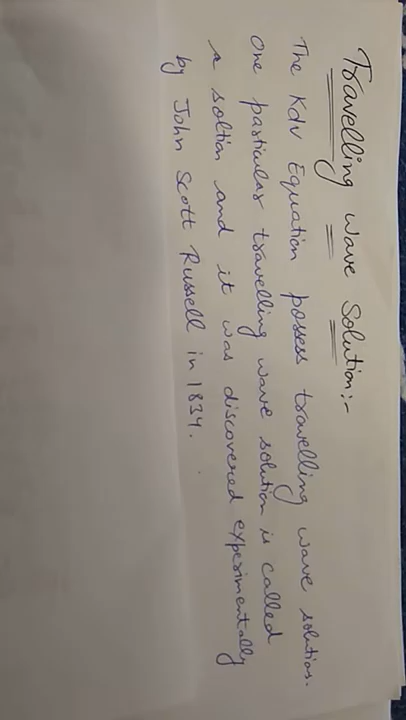 Travelling wave Solution:-
The Kdv Equation possess travelling wave solution.
One particular travelling wave solution is called
a soltion and it was discovered experimentally
by John Scott Russell in 1834.